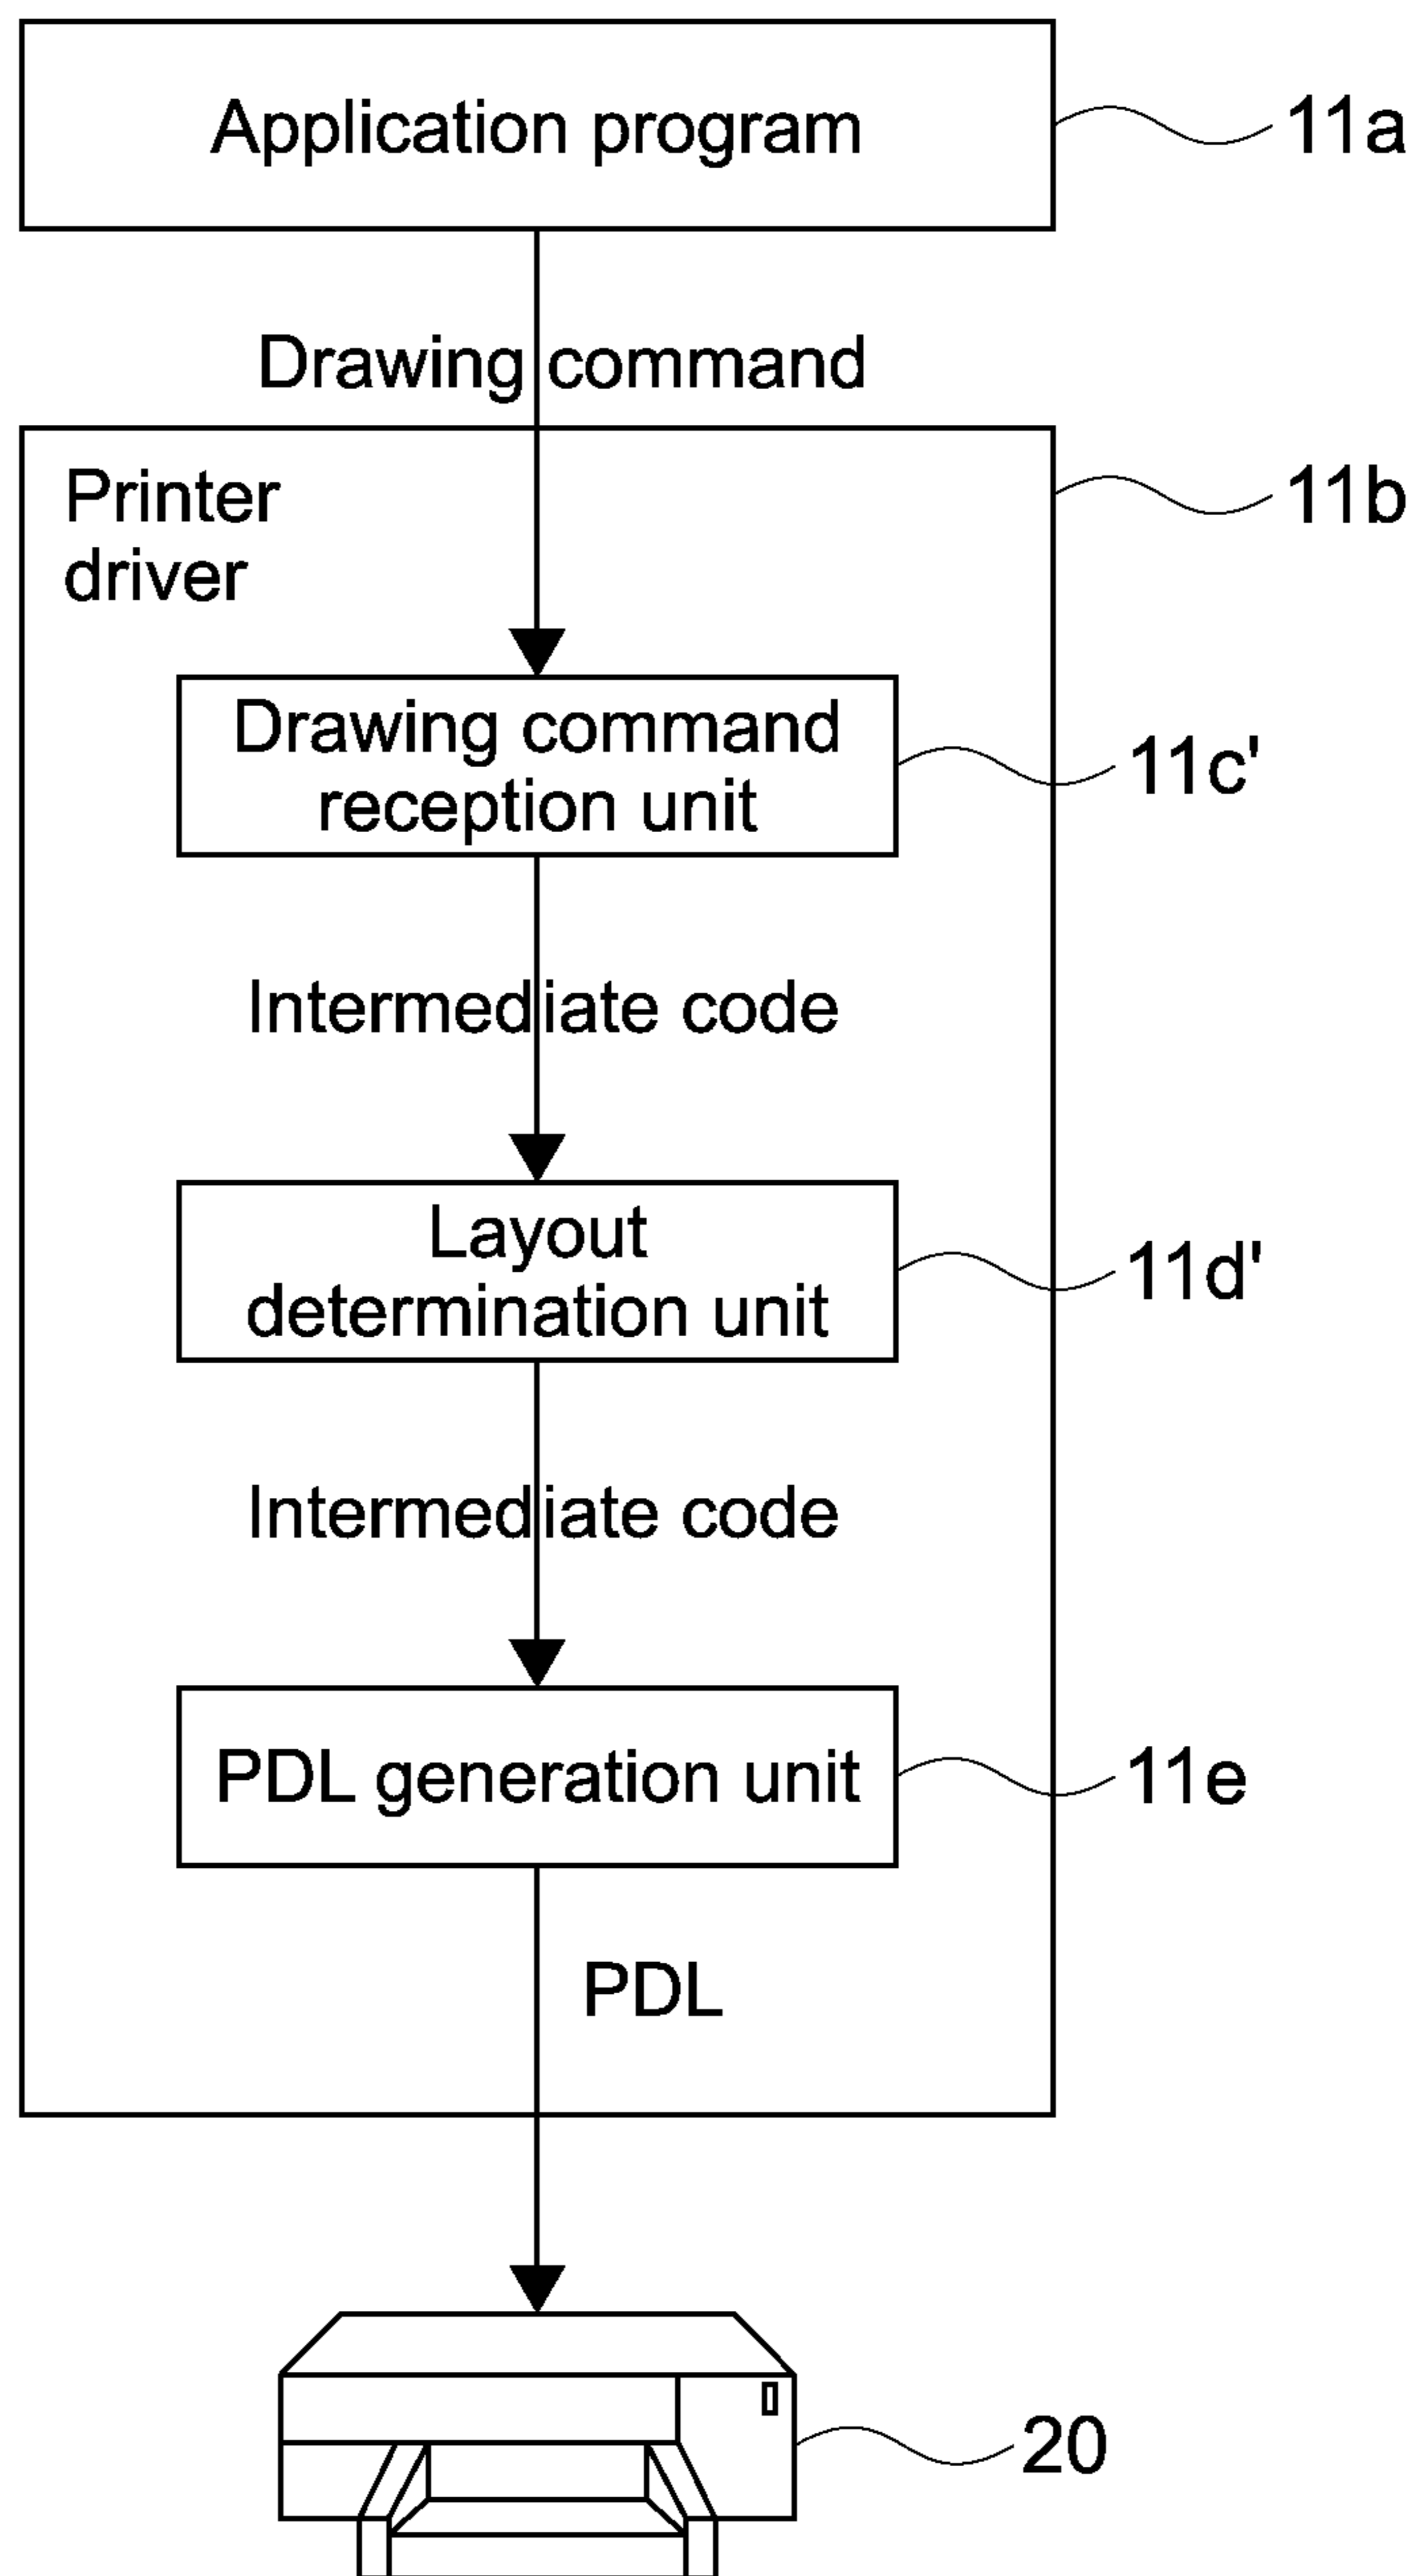 Application program
11a
Drawing command
Printer
driver
11b
Drawing command
reception unit
11c'
Intermediate code
Layout
determination unit
11d'
Intermediate code
PDL generation unit
11e
PDL
20